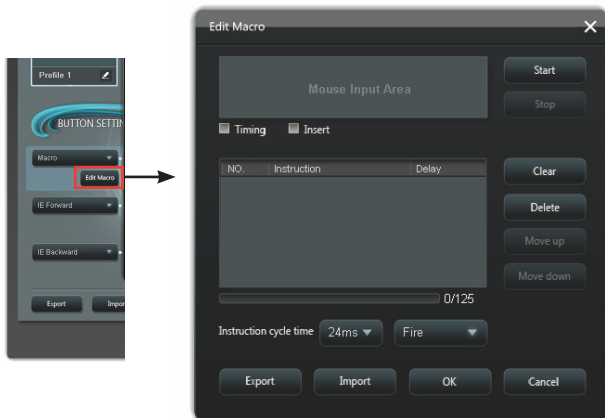 Profile 1
BUTTON SETTIN
Macro
Edit Macro
IE Forward
IE Backward
Export Impor
Edit Macro
Mouse Input Area
Start
Stop
Timing Insert
NO. Instruction Delay
Clear
Delete
Move up
Move down
0/125
Instruction cycle time 24ms Fire
Export Import OK Cancel